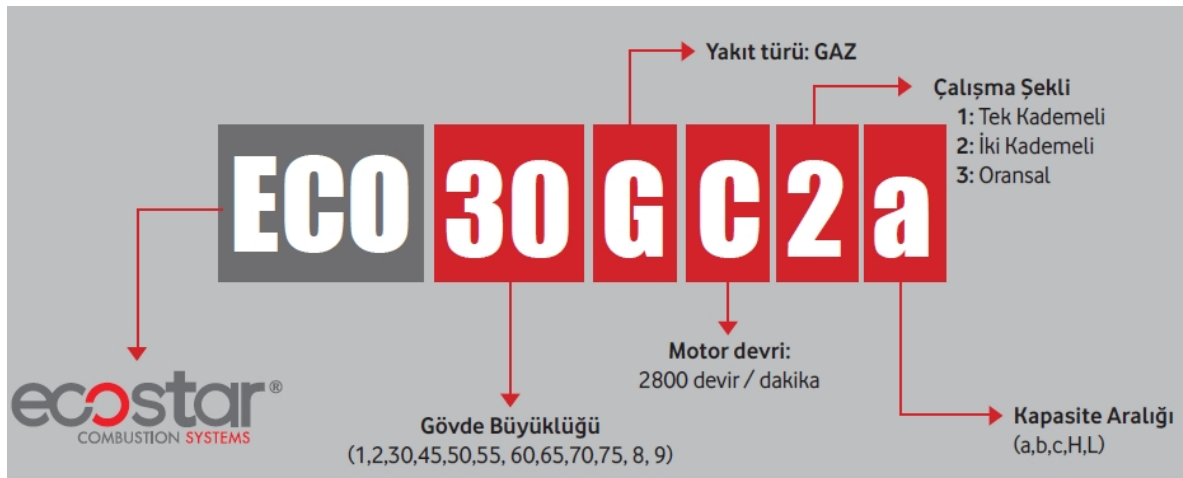 Yakıt türü: GAZ
Çalışma Şekli
1: Tek Kademeli
2: İki Kademeli
3: Oransal
ECO 30 G C 2 a
Motor devri:
2800 devir / dakika
ecostar®
COMBUSTION SYSTEMS
Gövde Büyüklüğü
(1,2,30,45,50,55, 60,65,70,75, 8, 9)
Kapasite Aralığı
(a,b,c,H,L)